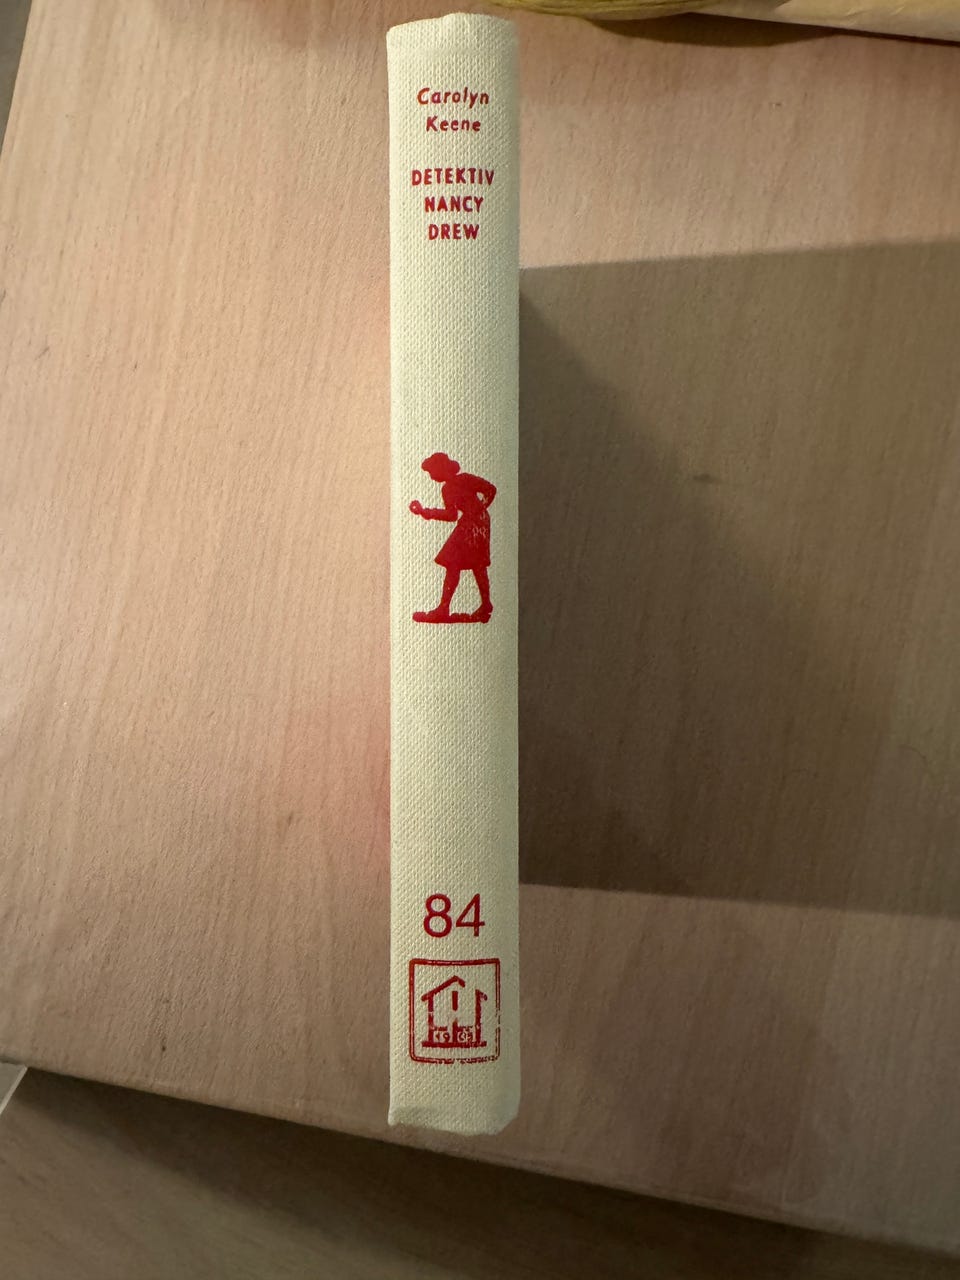 Carolyn
Keene
DETEKTIV
NANCY
DREW
84